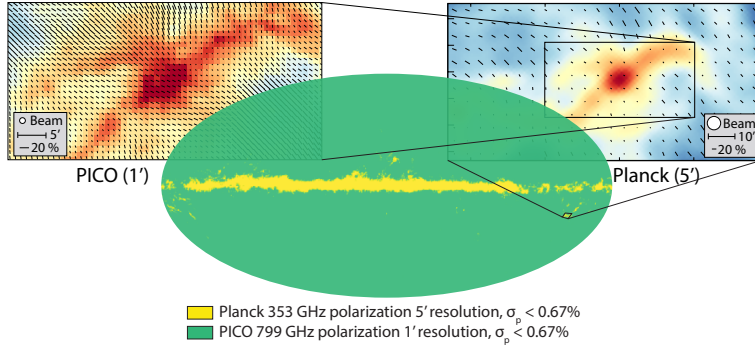 Beam
5′
20 %
Beam
10′
-20 %
PICO (1′)
Planck (5′)
Planck 353 GHz polarization 5′ resolution, σp < 0.67%
PICO 799 GHz polarization 1′ resolution, σp < 0.67%